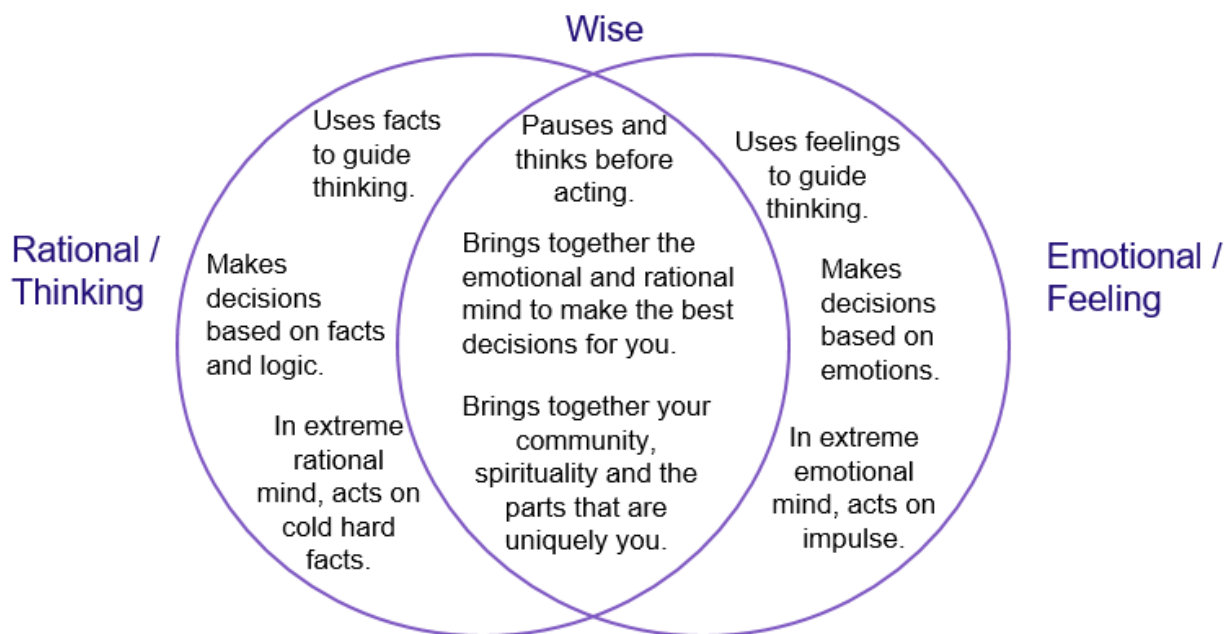 Wise
Rational /
Thinking
Uses facts
to guide
thinking.
Makes
decisions
based on facts
and logic.
In extreme
rational
mind, acts on
cold hard
facts.
Pauses and
thinks before
acting.
Brings together the
emotional and rational
mind to make the best
decisions for you.
Brings together your
community,
spirituality and the
parts that are
uniquely you.
Uses feelings
to guide
thinking.
Makes
decisions
based on
emotions.
In extreme
emotional
mind, acts on
impulse.
Emotional /
Feeling